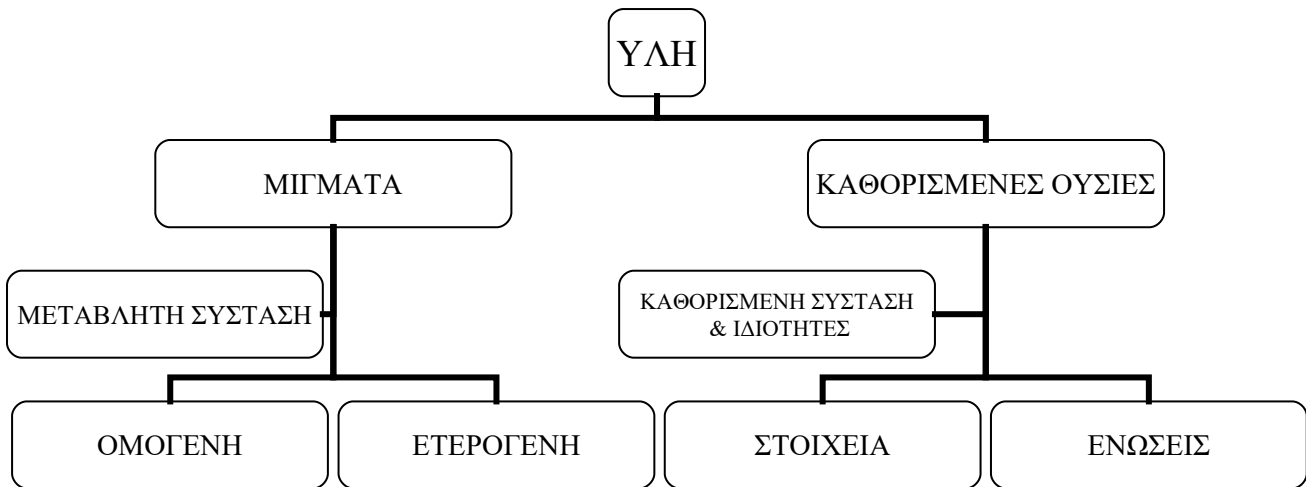 ΥΛΗ
ΜΙΓΜΑΤΑ
ΚΑΘΟΡΙΣΜΕΝΕΣ ΟΥΣΙΕΣ
ΜΕΤΑΒΛΗΤΗ ΣΥΣΤΑΣΗ
ΚΑΘΟΡΙΣΜΕΝΗ ΣΥΣΤΑΣΗ
& ΙΔΙΟΤΗΤΕΣ
ΟΜΟΓΕΝΗ
ΕΤΕΡΟΓΕΝΗ
ΣΤΟΙΧΕΙΑ
ΕΝΩΣΕΙΣ